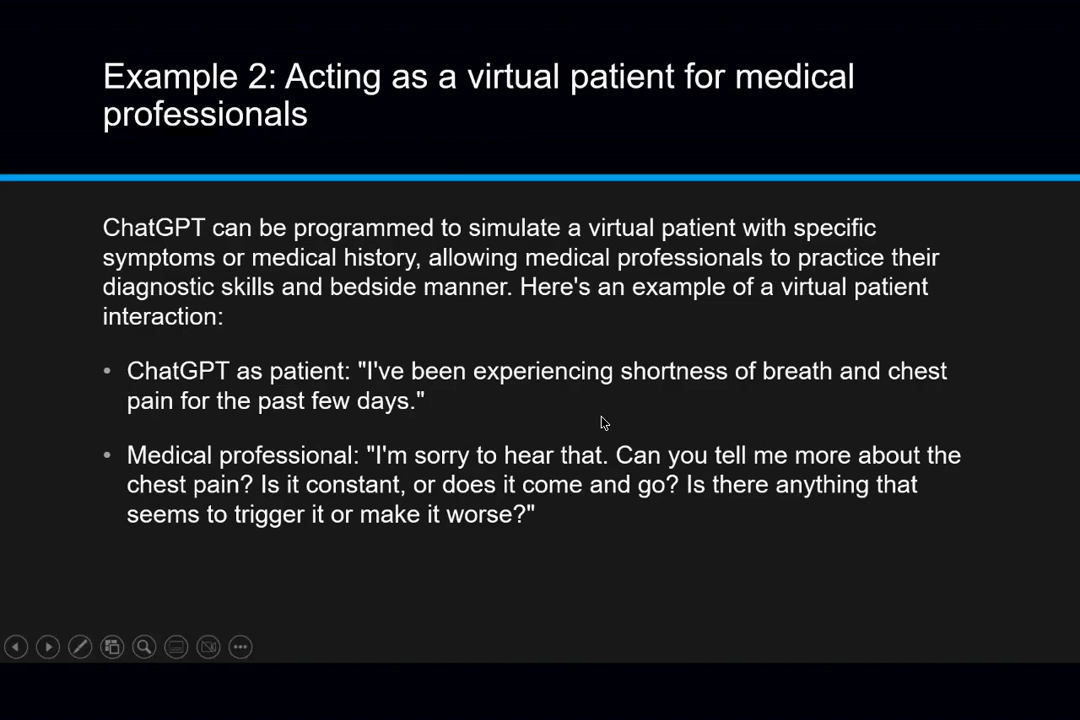 Example 2: Acting as a virtual patient for medical
professionals
ChatGPT can be programmed to simulate a virtual patient with specific
symptoms or medical history, allowing medical professionals to practice their
diagnostic skills and bedside manner. Here's an example of a virtual patient
interaction:
• ChatGPT as patient: "I've been experiencing shortness of breath and chest
pain for the past few days."
• Medical professional: "I'm sorry to hear that. Can you tell me more about the
chest pain? Is it constant, or does it come and go? Is there anything that
seems to trigger it or make it worse?"